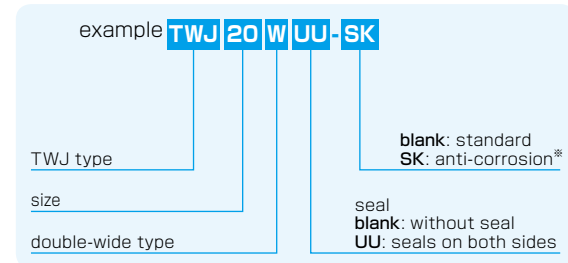 example TWJ 20 W UU - SK
TWJ type
size
double-wide type
blank: standard
SK: anti-corrosion※
seal
blank: without seal
UU: seals on both sides